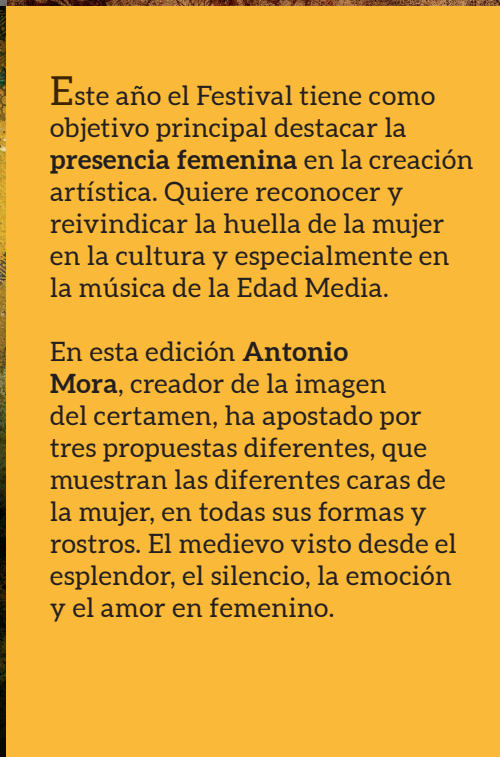 Este año el Festival tiene como
objetivo principal destacar la
presencia femenina en la creación
artística. Quiere reconocer y
reivindicar la huella de la mujer
en la cultura y especialmente en
la música de la Edad Media.
En esta edición Antonio
Mora, creador de la imagen
del certamen, ha apostado por
tres propuestas diferentes, que
muestran las diferentes caras de
la mujer, en todas sus formas y
rostros. El medievo visto desde el
esplendor, el silencio, la emoción
y el amor en femenino.